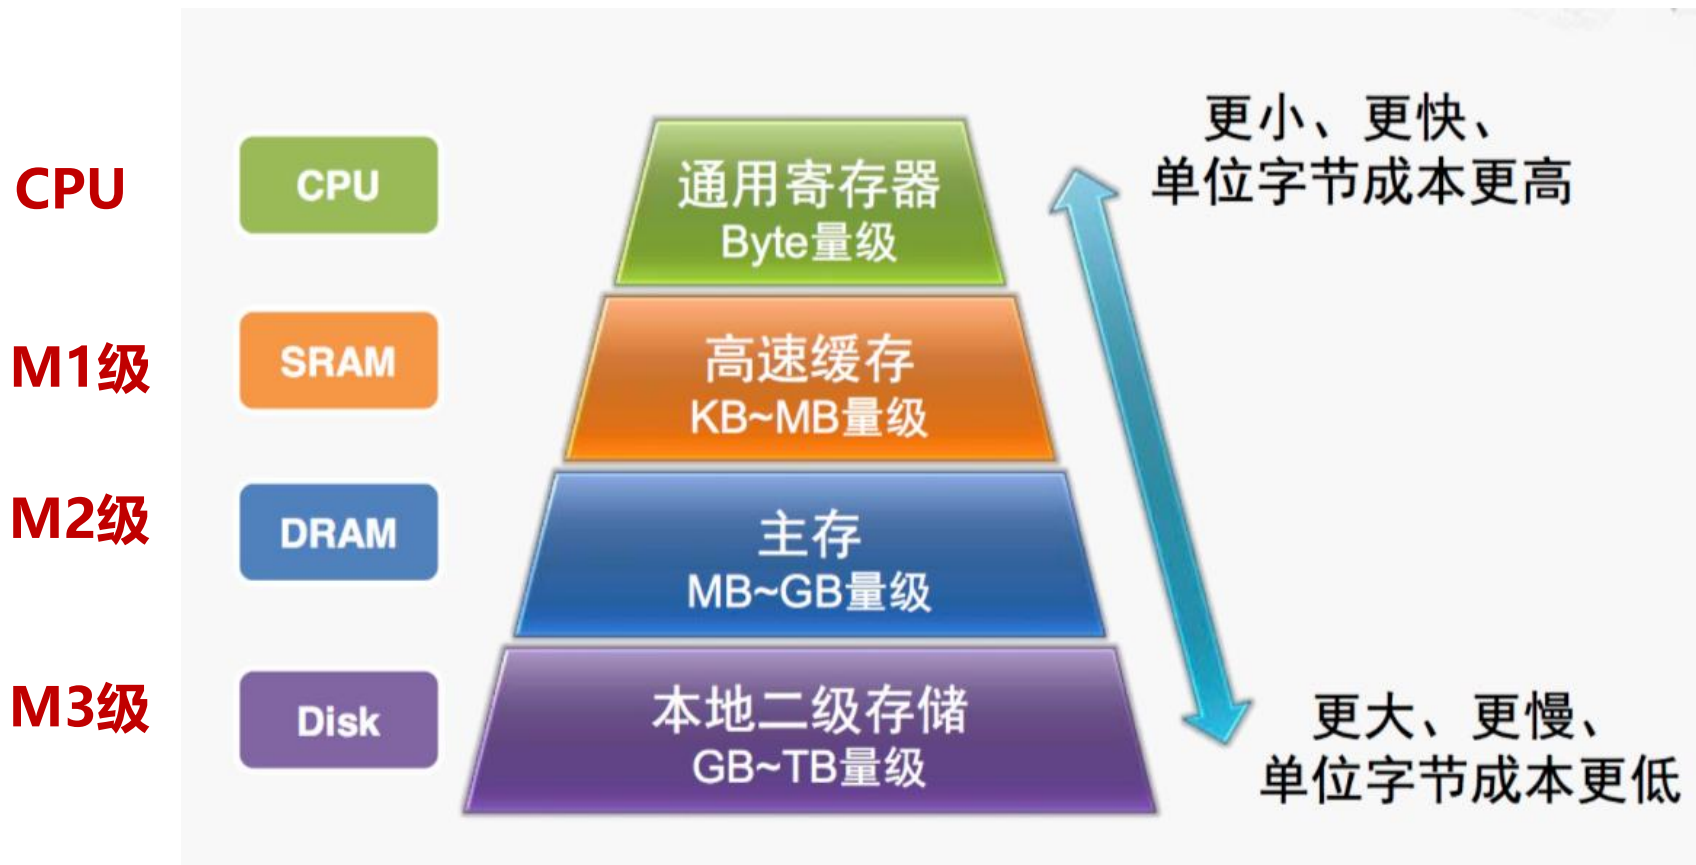 更小、更快、
单位字节成本更高
CPU
CPU
通用寄存器
Byte量级
M1级
SRAM
高速缓存
KB~MB量级
M2级
DRAM
主存
MB~GB量级
M3级
Disk
本地二级存储
GB~TB量级
更大、更慢、
单位字节成本更低